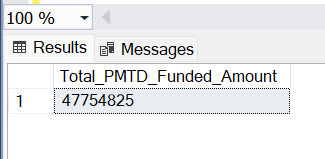 100 %
Results Messages
Total_PMTD_Funded_Amount
1 47754825